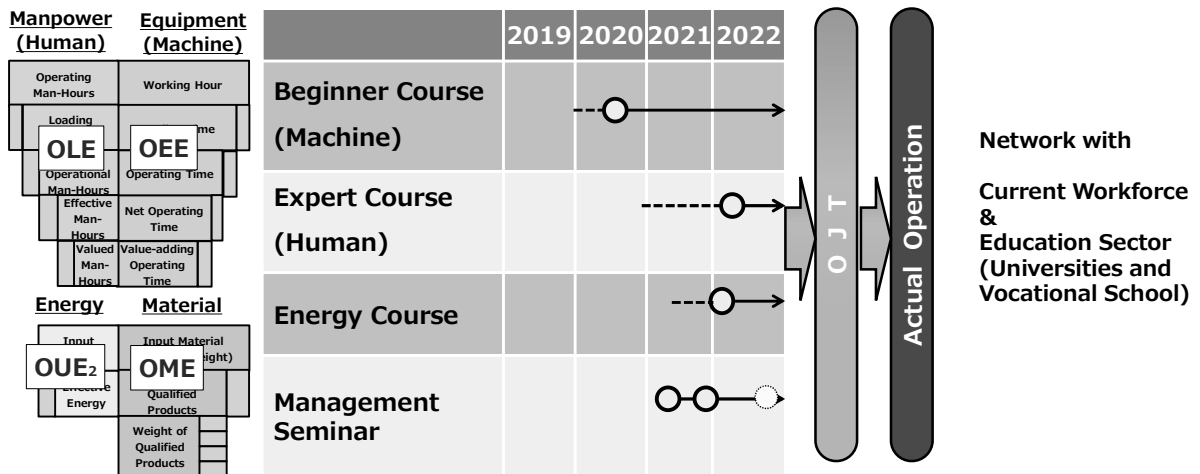 Manpower
(Human)
Equipment
(Machine)
Operating
Man-Hours
Working Hour
Loading
OLE
OEE
Operational
Man-Hours
Operating Time
Effective
Man-
Hours
Net Operating
Time
Valued
Man-
Hours
Value-adding
Operating
Time
Energy
Material
Input
Input Material
OUE₂
OME
Energy
Qualified
Products
Weight of
Qualified
Products
2019
2020
2021
2022
Beginner Course
(Machine)
Expert Course
(Human)
Energy Course
Management
Seminar
OJT
Actual Operation
Network with
Current Workforce
&
Education Sector
(Universities and
Vocational School)